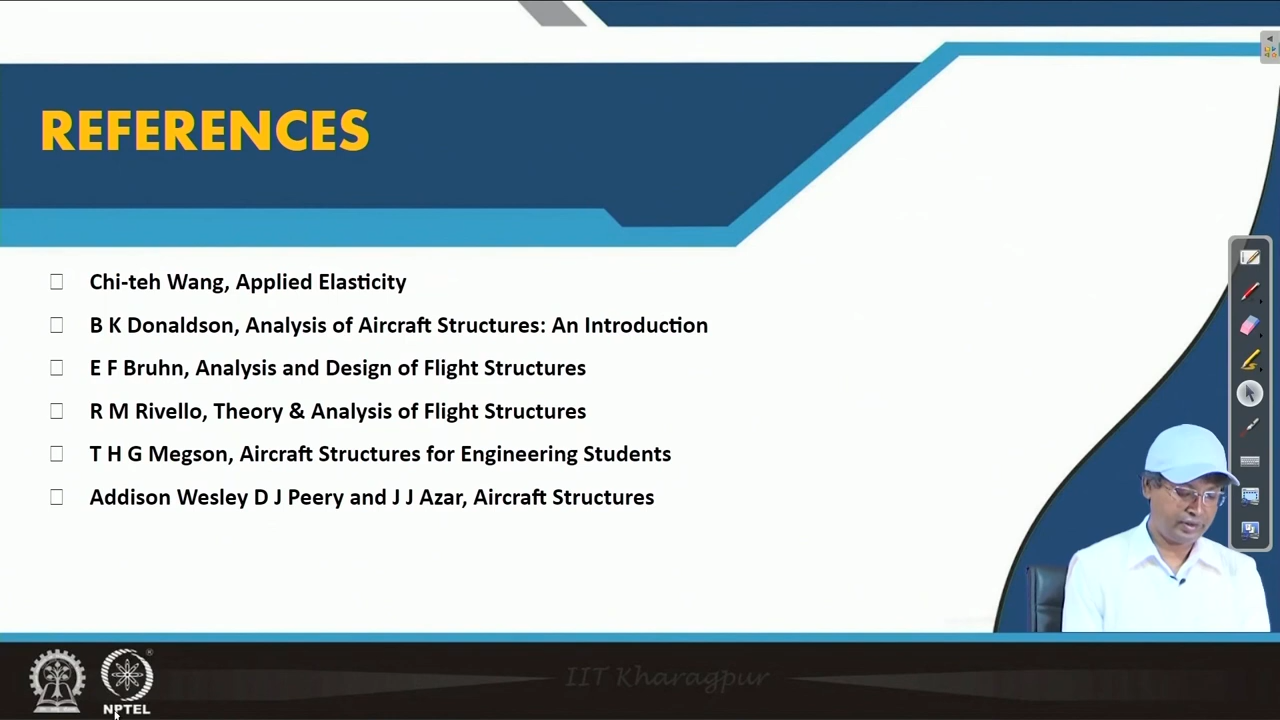 REFERENCES
Chi-teh Wang, Applied Elasticity
B K Donaldson, Analysis of Aircraft Structures: An Introduction
E F Bruhn, Analysis and Design of Flight Structures
R M Rivello, Theory & Analysis of Flight Structures
T H G Megson, Aircraft Structures for Engineering Students
Addison Wesley D J Peery and J J Azar, Aircraft Structures
IIT Kharagpur
NPTEL